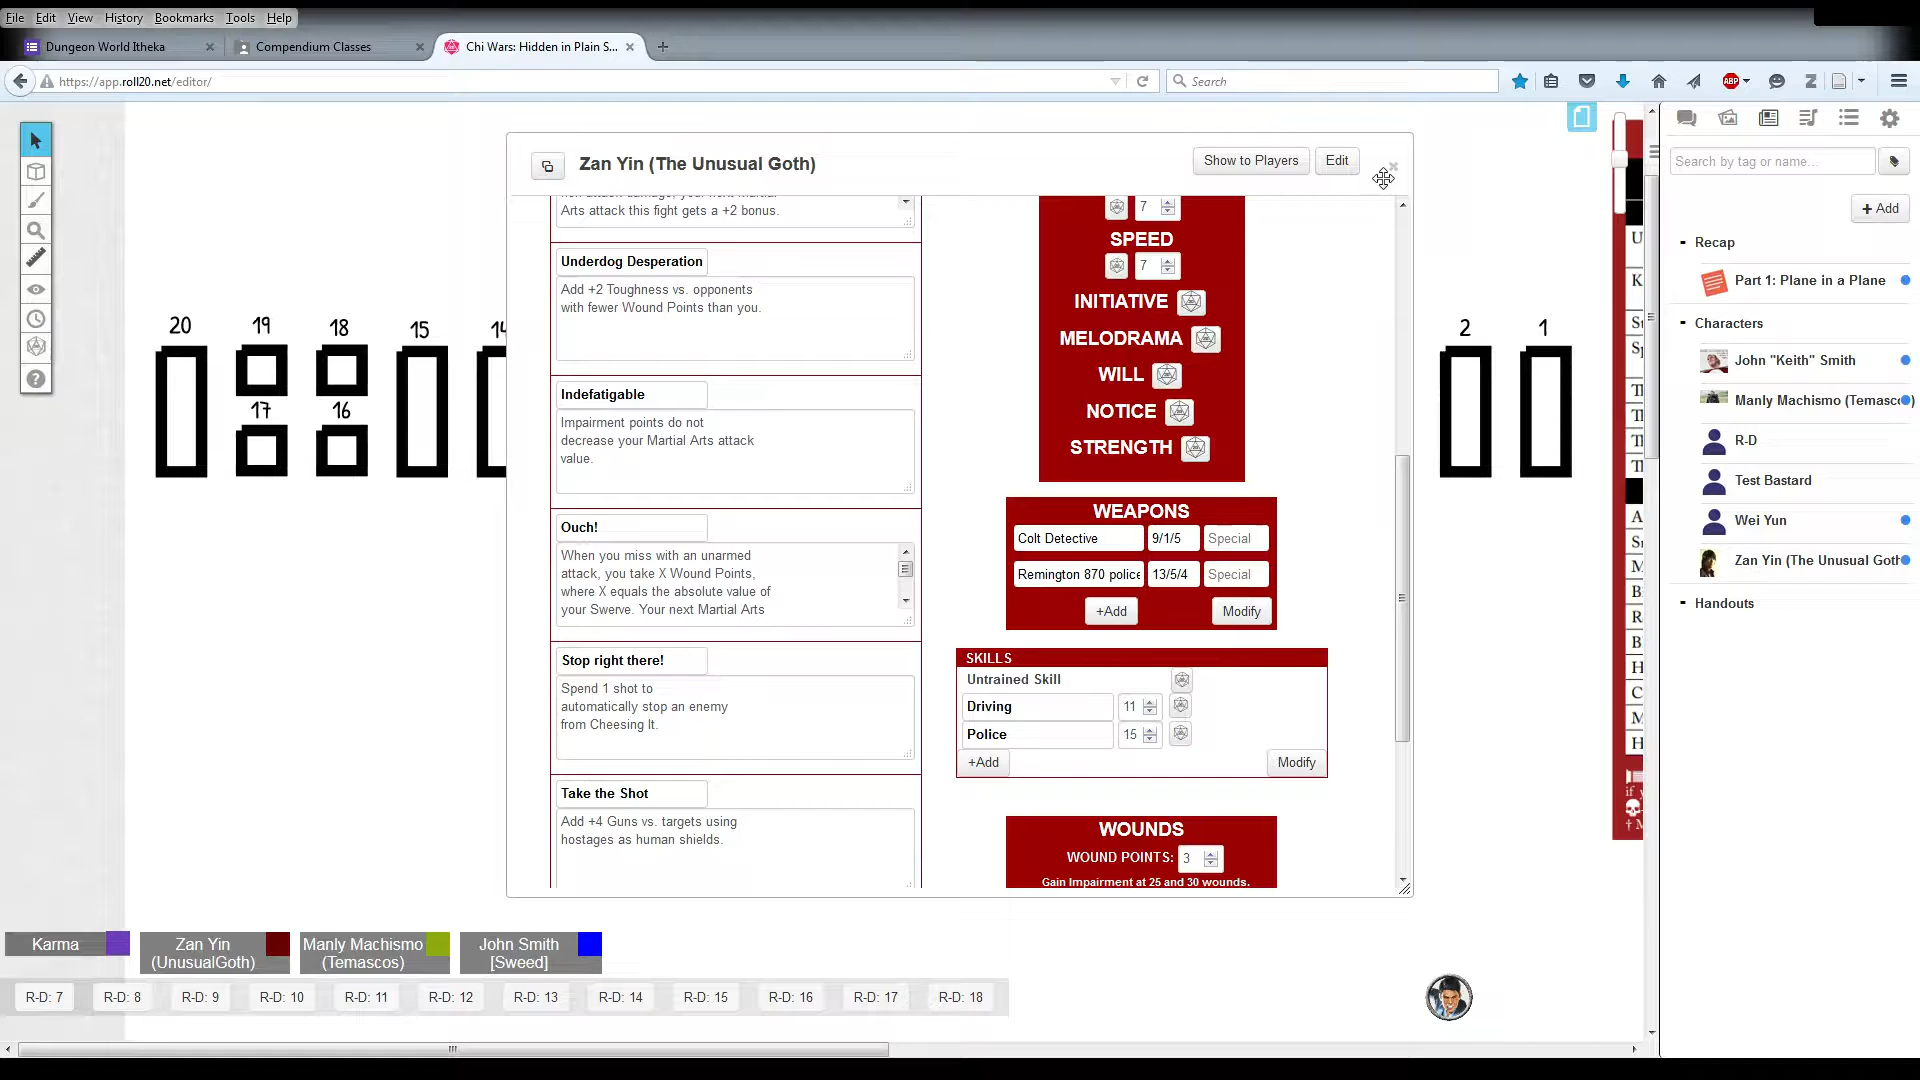 File Edit View History Bookmarks Tools Help
Dungeon World Itheka
Compendium Classes
Chi Wars: Hidden in Plain S...
https://app.roll20.net/editor/
Search
ABP
Z
Zan Yin (The Unusual Goth)
Show to Players
Edit
Arts attack this fight gets a +2 bonus.
Underdog Desperation
Add +2 Toughness vs. opponents
with fewer Wound Points than you.
Indefatigable
Impairment points do not
decrease your Martial Arts attack
value.
Ouch!
When you miss with an unarmed
attack, you take X Wound Points,
where X equals the absolute value of
your Swerve. Your next Martial Arts
Stop right there!
Spend 1 shot to
automatically stop an enemy
from Cheesing It.
Take the Shot
Add +4 Guns vs. targets using
hostages as human shields.
7
SPEED
7
INITIATIVE
MELODRAMA
WILL
NOTICE
STRENGTH
WEAPONS
Colt Detective 9/1/5 Special
Remington 870 police 13/5/4 Special
+Add Modify
SKILLS
Untrained Skill
Driving 11
Police 15
+Add Modify
WOUNDS
WOUND POINTS: 3
Gain Impairment at 25 and 30 wounds.
20 19 18 15 14
17 16
2 1
Search by tag or name...
+ Add
Recap
Part 1: Plane in a Plane
Characters
John "Keith" Smith
Manly Machismo (Temasco
R-D
Test Bastard
Wei Yun
Zan Yin (The Unusual Goth
Handouts
Karma
Zan Yin
(UnusualGoth)
Manly Machismo
(Temascos)
John Smith
[Sweed]
R-D: 7 R-D: 8 R-D: 9 R-D: 10 R-D: 11 R-D: 12 R-D: 13 R-D: 14 R-D: 15 R-D: 16 R-D: 17 R-D: 18